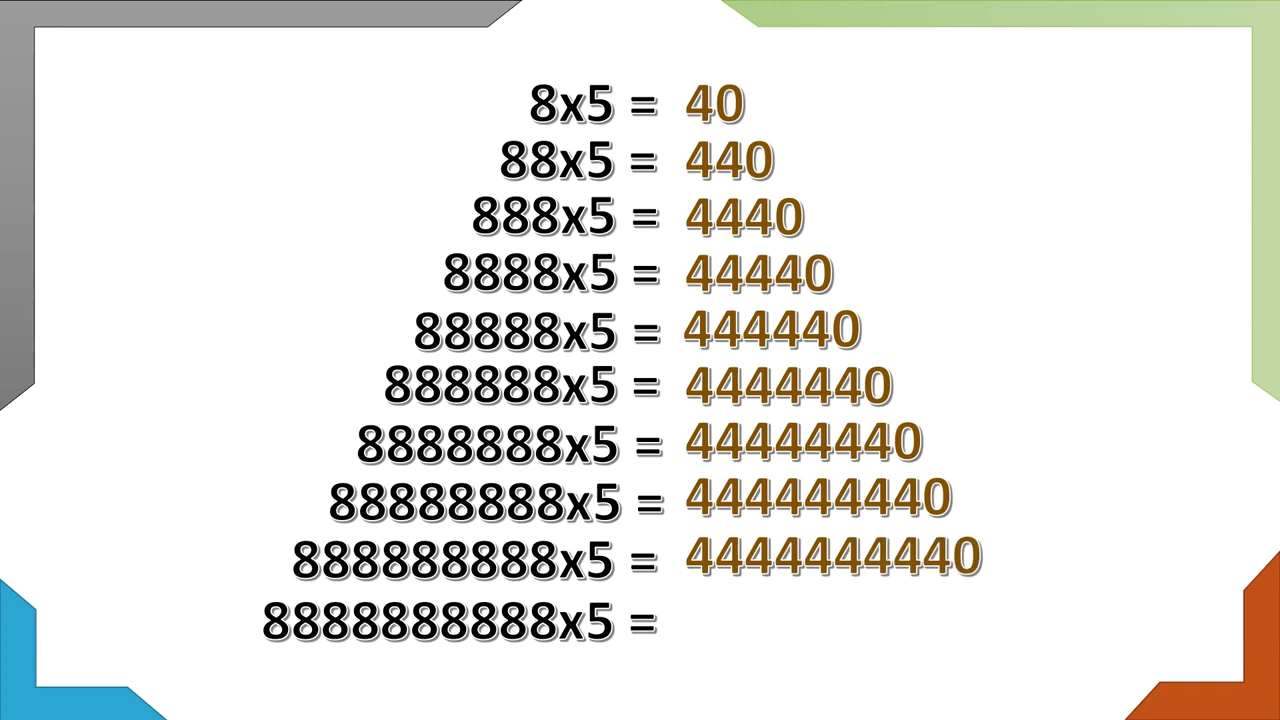 8x5 = 40
88x5 = 440
888x5 = 4440
8888x5 = 44440
88888x5 = 444440
888888x5 = 4444440
8888888x5 = 44444440
88888888x5 = 444444440
888888888x5 = 4444444440
8888888888x5 =